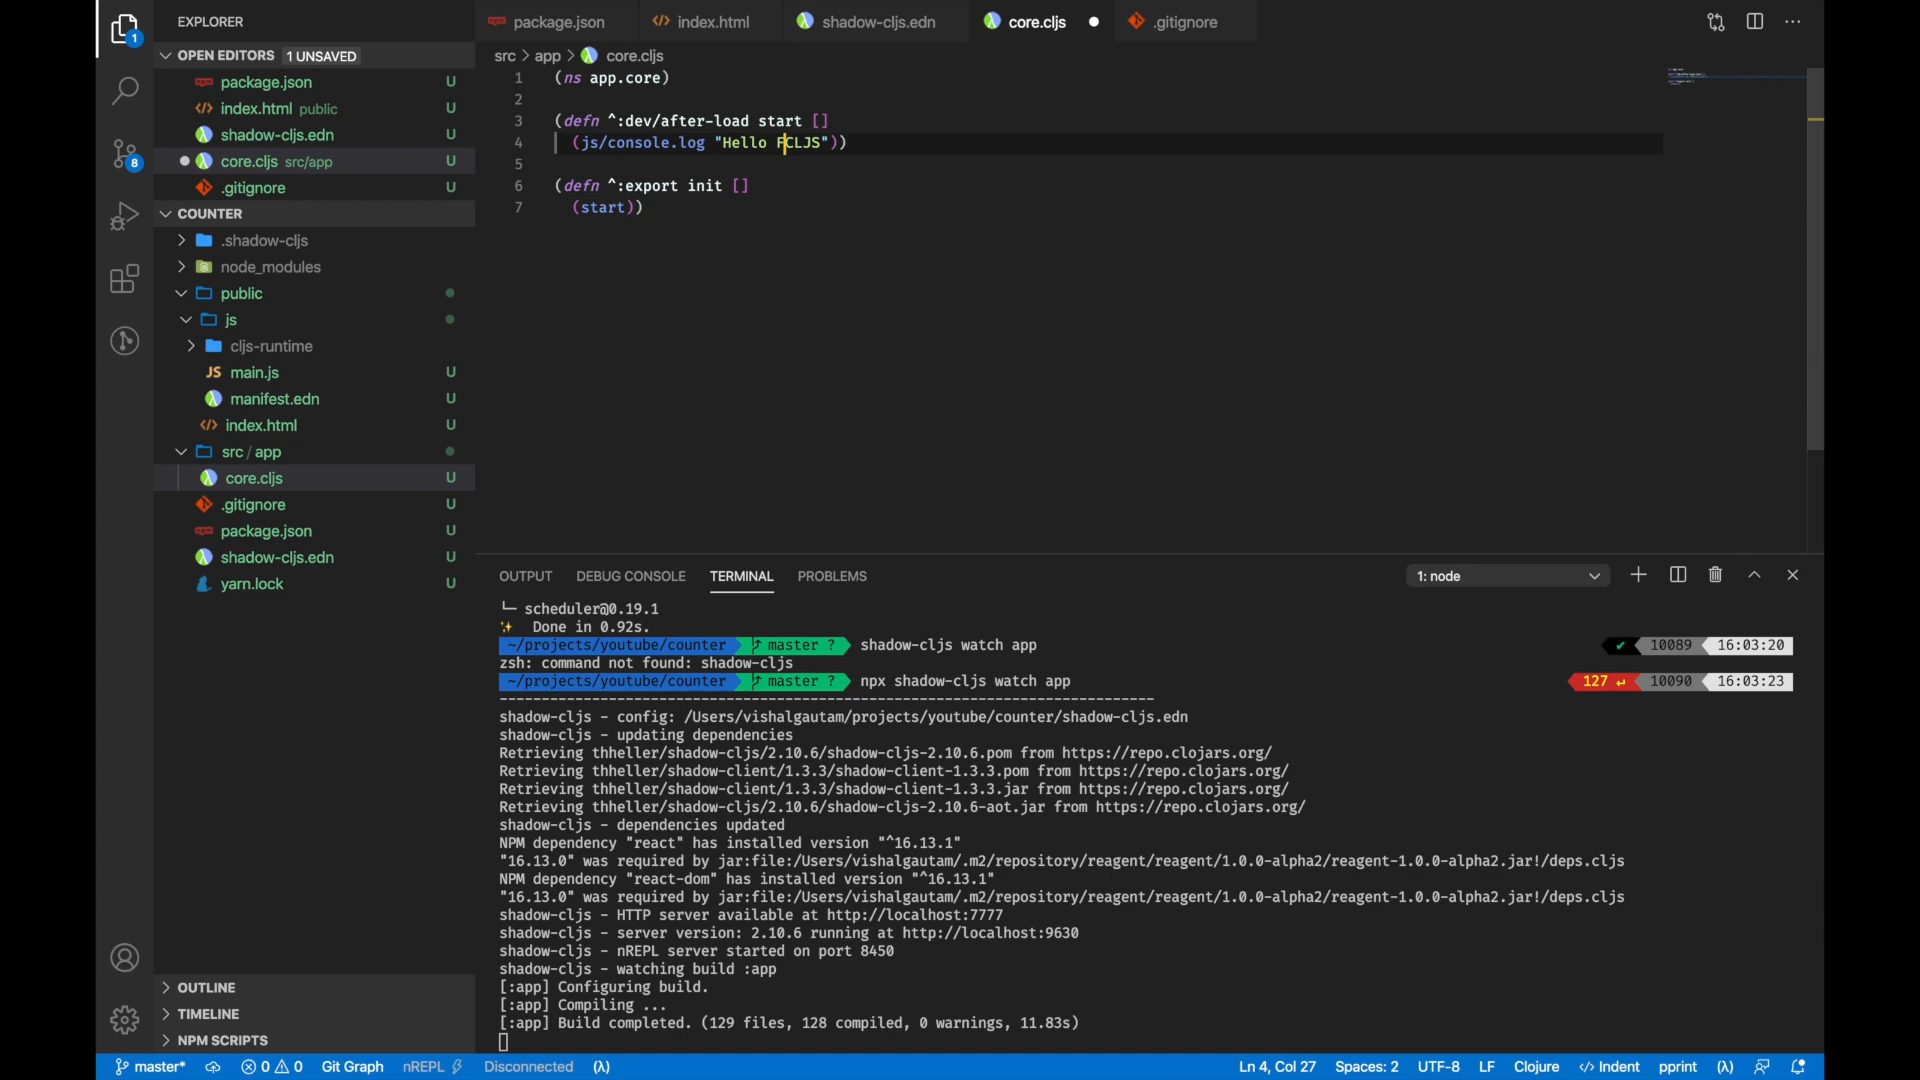 1
8
EXPLORER
OPEN EDITORS 1 UNSAVED
package.json U
index.html public U
shadow-cljs.edn U
core.cljs src/app U
.gitignore U
COUNTER
.shadow-cljs
node_modules
public
js
cljs-runtime
JS main.js U
manifest.edn U
index.html U
src / app
core.cljs U
.gitignore U
package.json U
shadow-cljs.edn U
yarn.lock U
OUTLINE
TIMELINE
NPM SCRIPTS
package.json
index.html
shadow-cljs.edn
core.cljs
.gitignore
src > app > core.cljs
1 (ns app.core)
2
3 (defn ^:dev/after-load start []
4 (js/console.log "Hello FCLJS"))
5
6 (defn ^:export init []
7 (start))
OUTPUT DEBUG CONSOLE TERMINAL PROBLEMS 1: node
└─ scheduler@0.19.1
✨ Done in 0.92s.
~/projects/youtube/counter master ? shadow-cljs watch app ✔ 10089 16:03:20
zsh: command not found: shadow-cljs
~/projects/youtube/counter master ? npx shadow-cljs watch app 127 ↵ 10090 16:03:23
------------------------------------------------------------------------------
shadow-cljs - config: /Users/vishalgautam/projects/youtube/counter/shadow-cljs.edn
shadow-cljs - updating dependencies
Retrieving thheller/shadow-cljs/2.10.6/shadow-cljs-2.10.6.pom from https://repo.clojars.org/
Retrieving thheller/shadow-client/1.3.3/shadow-client-1.3.3.pom from https://repo.clojars.org/
Retrieving thheller/shadow-client/1.3.3/shadow-client-1.3.3.jar from https://repo.clojars.org/
Retrieving thheller/shadow-cljs/2.10.6/shadow-cljs-2.10.6-aot.jar from https://repo.clojars.org/
shadow-cljs - dependencies updated
NPM dependency "react" has installed version "^16.13.1"
"16.13.0" was required by jar:file:/Users/vishalgautam/.m2/repository/reagent/reagent/1.0.0-alpha2/reagent-1.0.0-alpha2.jar!/deps.cljs
NPM dependency "react-dom" has installed version "^16.13.1"
"16.13.0" was required by jar:file:/Users/vishalgautam/.m2/repository/reagent/reagent/1.0.0-alpha2/reagent-1.0.0-alpha2.jar!/deps.cljs
shadow-cljs - HTTP server available at http://localhost:7777
shadow-cljs - server version: 2.10.6 running at http://localhost:9630
shadow-cljs - nREPL server started on port 8450
shadow-cljs - watching build :app
[:app] Configuring build.
[:app] Compiling ...
[:app] Build completed. (129 files, 128 compiled, 0 warnings, 11.83s)
master* 0 0 Git Graph nREPL Disconnected (λ) Ln 4, Col 27 Spaces: 2 UTF-8 LF Clojure </> Indent pprint (λ)